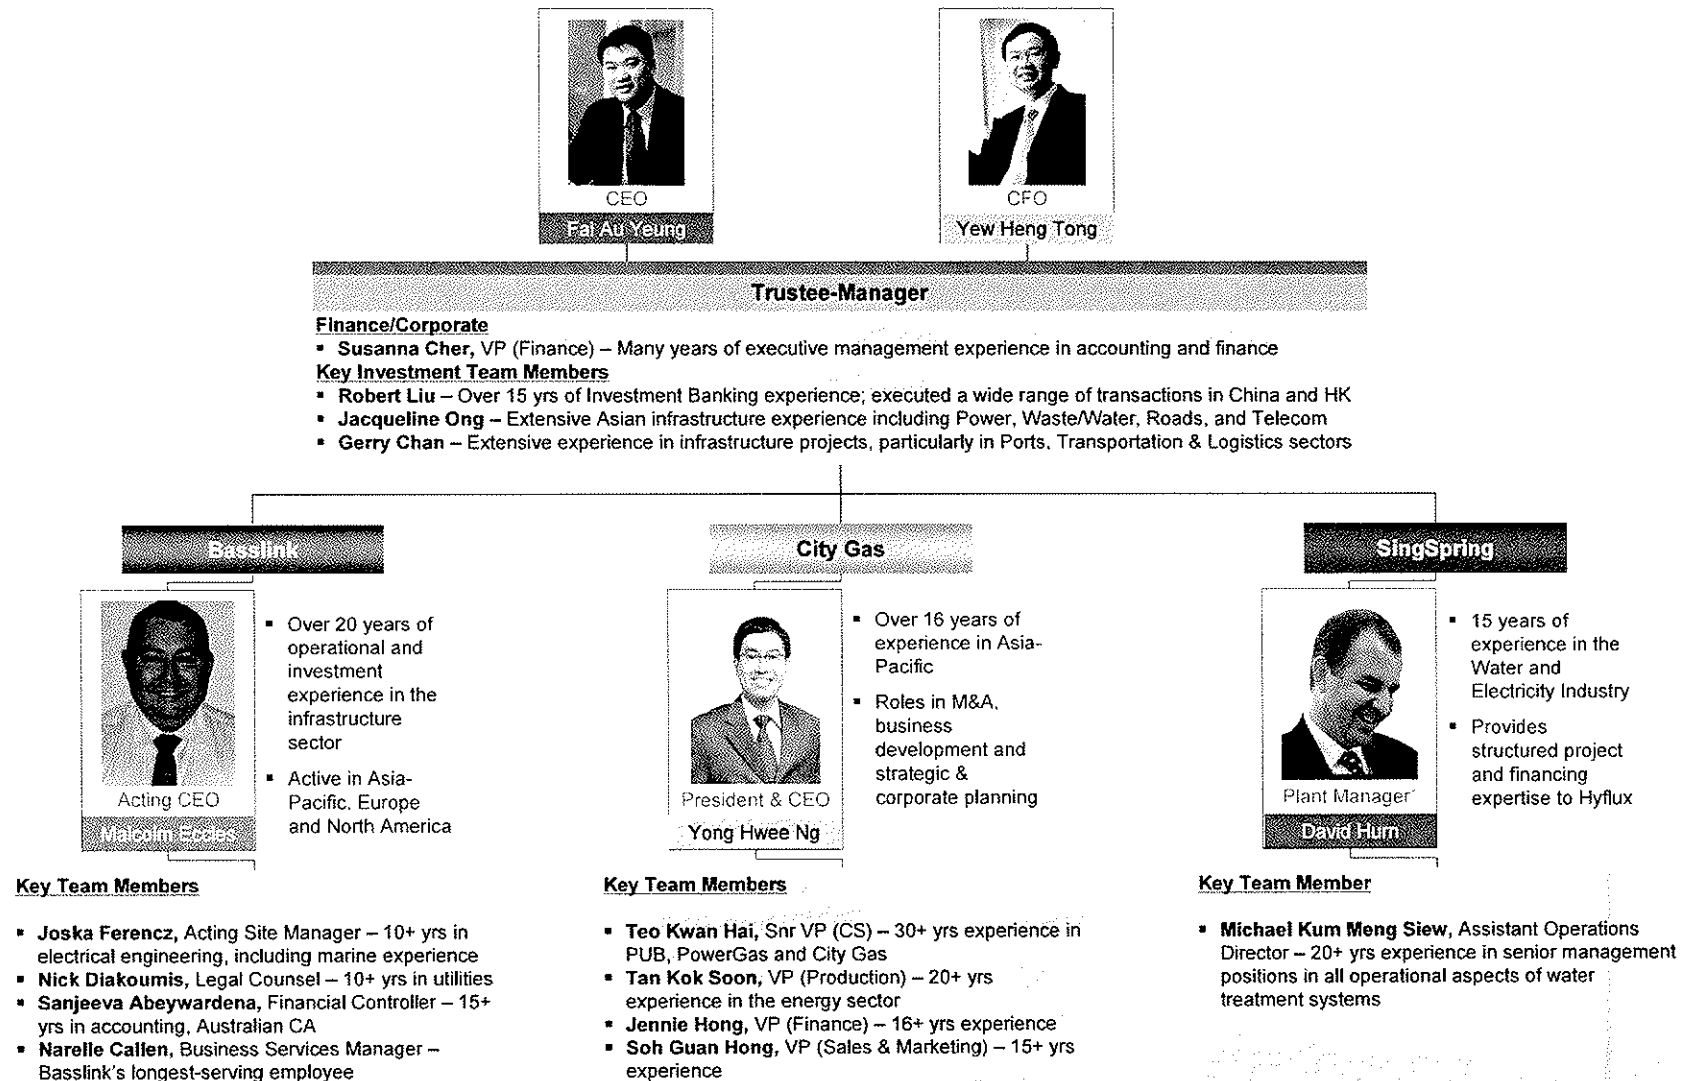 CEO
Fai Au Yeung
CFO
Yew Heng Tong
Trustee-Manager
Finance/Corporate
▪ Susanna Cher, VP (Finance) – Many years of executive management experience in accounting and finance
Key Investment Team Members
▪ Robert Liu – Over 15 yrs of Investment Banking experience; executed a wide range of transactions in China and HK
▪ Jacqueline Ong – Extensive Asian infrastructure experience including Power, Waste/Water, Roads, and Telecom
▪ Gerry Chan – Extensive experience in infrastructure projects, particularly in Ports, Transportation & Logistics sectors
Basslink
Acting CEO
Malcolm Eccles
▪ Over 20 years of
operational and
investment
experience in the
infrastructure
sector
▪ Active in Asia-
Pacific, Europe
and North America
Key Team Members
▪ Joska Ferencz, Acting Site Manager – 10+ yrs in
electrical engineering, including marine experience
▪ Nick Diakoumis, Legal Counsel – 10+ yrs in utilities
▪ Sanjeeva Abeywardena, Financial Controller – 15+
yrs in accounting, Australian CA
▪ Narelle Callen, Business Services Manager –
Basslink's longest-serving employee
City Gas
President & CEO
Yong Hwee Ng
▪ Over 16 years of
experience in Asia-
Pacific
▪ Roles in M&A,
business
development and
strategic &
corporate planning
Key Team Members
▪ Teo Kwan Hai, Snr VP (CS) – 30+ yrs experience in
PUB, PowerGas and City Gas
▪ Tan Kok Soon, VP (Production) – 20+ yrs
experience in the energy sector
▪ Jennie Hong, VP (Finance) – 16+ yrs experience
▪ Soh Guan Hong, VP (Sales & Marketing) – 15+ yrs
experience
SingSpring
Plant Manager
David Hurn
▪ 15 years of
experience in the
Water and
Electricity Industry
▪ Provides
structured project
and financing
expertise to Hyflux
Key Team Member
▪ Michael Kum Meng Siew, Assistant Operations
Director – 20+ yrs experience in senior management
positions in all operational aspects of water
treatment systems